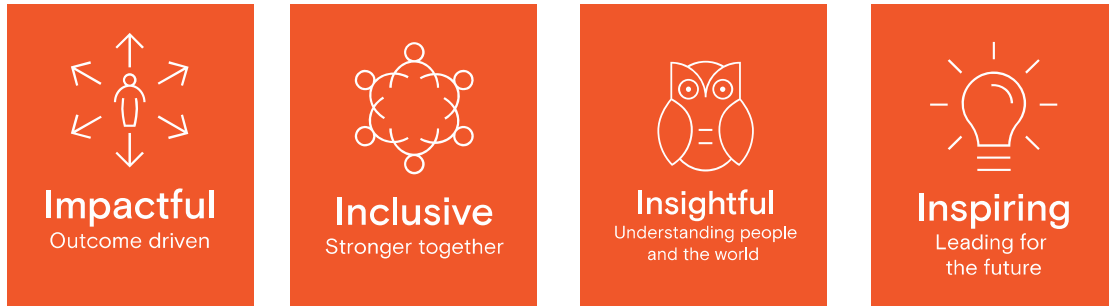 Impactful
Outcome driven
Inclusive
Stronger together
Insightful
Understanding people
and the world
Inspiring
Leading for
the future